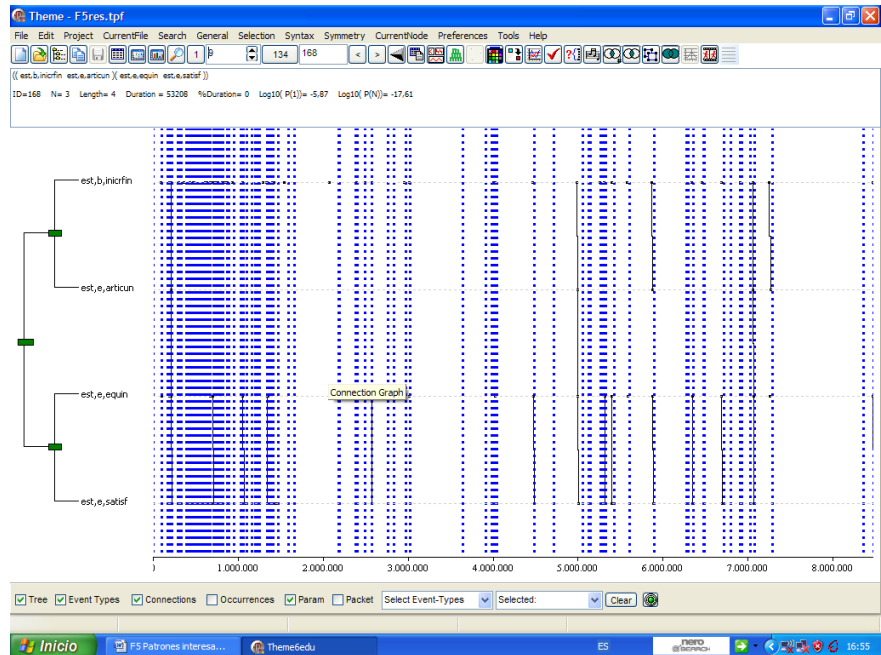 Theme - F5res.tpf
File Edit Project CurrentFile Search General Selection Syntax Symmetry CurrentNode Preferences Tools Help
1 9 134 168 < >
(( est,b,inicrfin est,e,articun )( est,e,equin est,e,satisf ))
ID=168 N= 3 Length= 4 Duration = 53208 %Duration= 0 Log10( P(1))= -5,87 Log10( P(N))= -17,61
est,b,inicrfin
est,e,articun
est,e,equin
Connection Graph
est,e,satisf
0 1.000.000 2.000.000 3.000.000 4.000.000 5.000.000 6.000.000 7.000.000 8.000.000
Tree Event Types Connections Occurrences Param Packet Select Event-Types Selected: Clear
Inicio F5 Patrones interesa... Theme6edu ES nero SEARCH 16:55